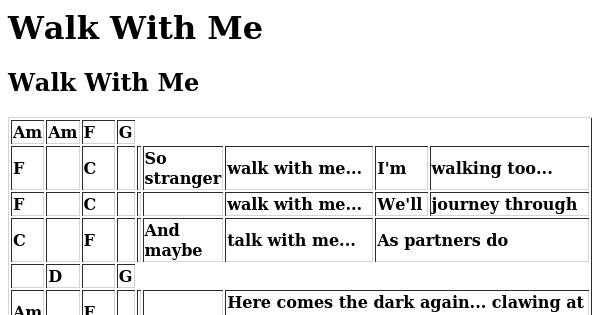 Walk With Me
Walk With Me
Am Am F G
F C So stranger walk with me... I'm walking too...
F C walk with me... We'll journey through
C F And maybe talk with me... As partners do
D G
Am F Here comes the dark again... clawing at